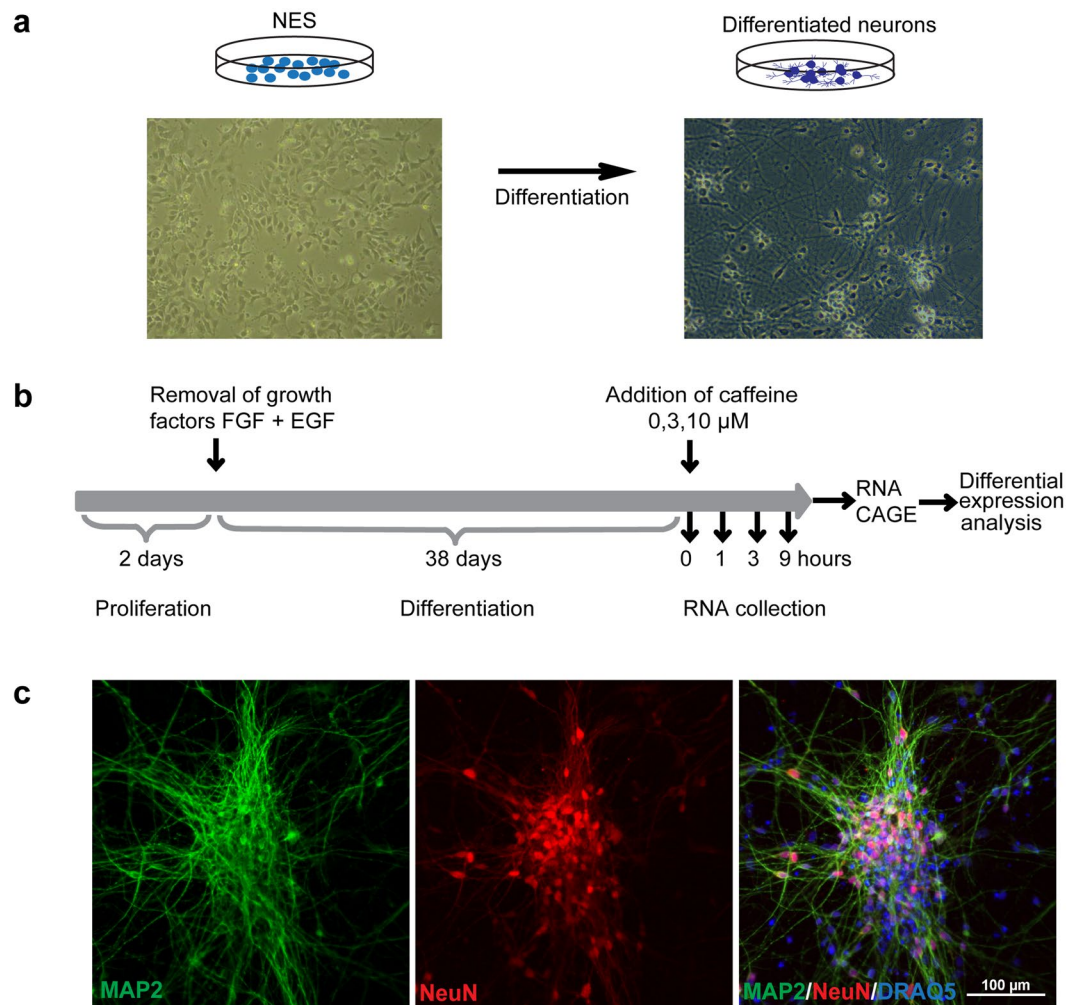 a
NES
Differentiated neurons
Differentiation
b
Removal of growth
factors FGF + EGF
Addition of caffeine
0,3,10 µM
RNA
CAGE
Differential
expression
analysis
2 days
38 days
0 1 3 9 hours
Proliferation
Differentiation
RNA collection
c
MAP2
NeuN
MAP2/NeuN/DRAQ5
100 µm